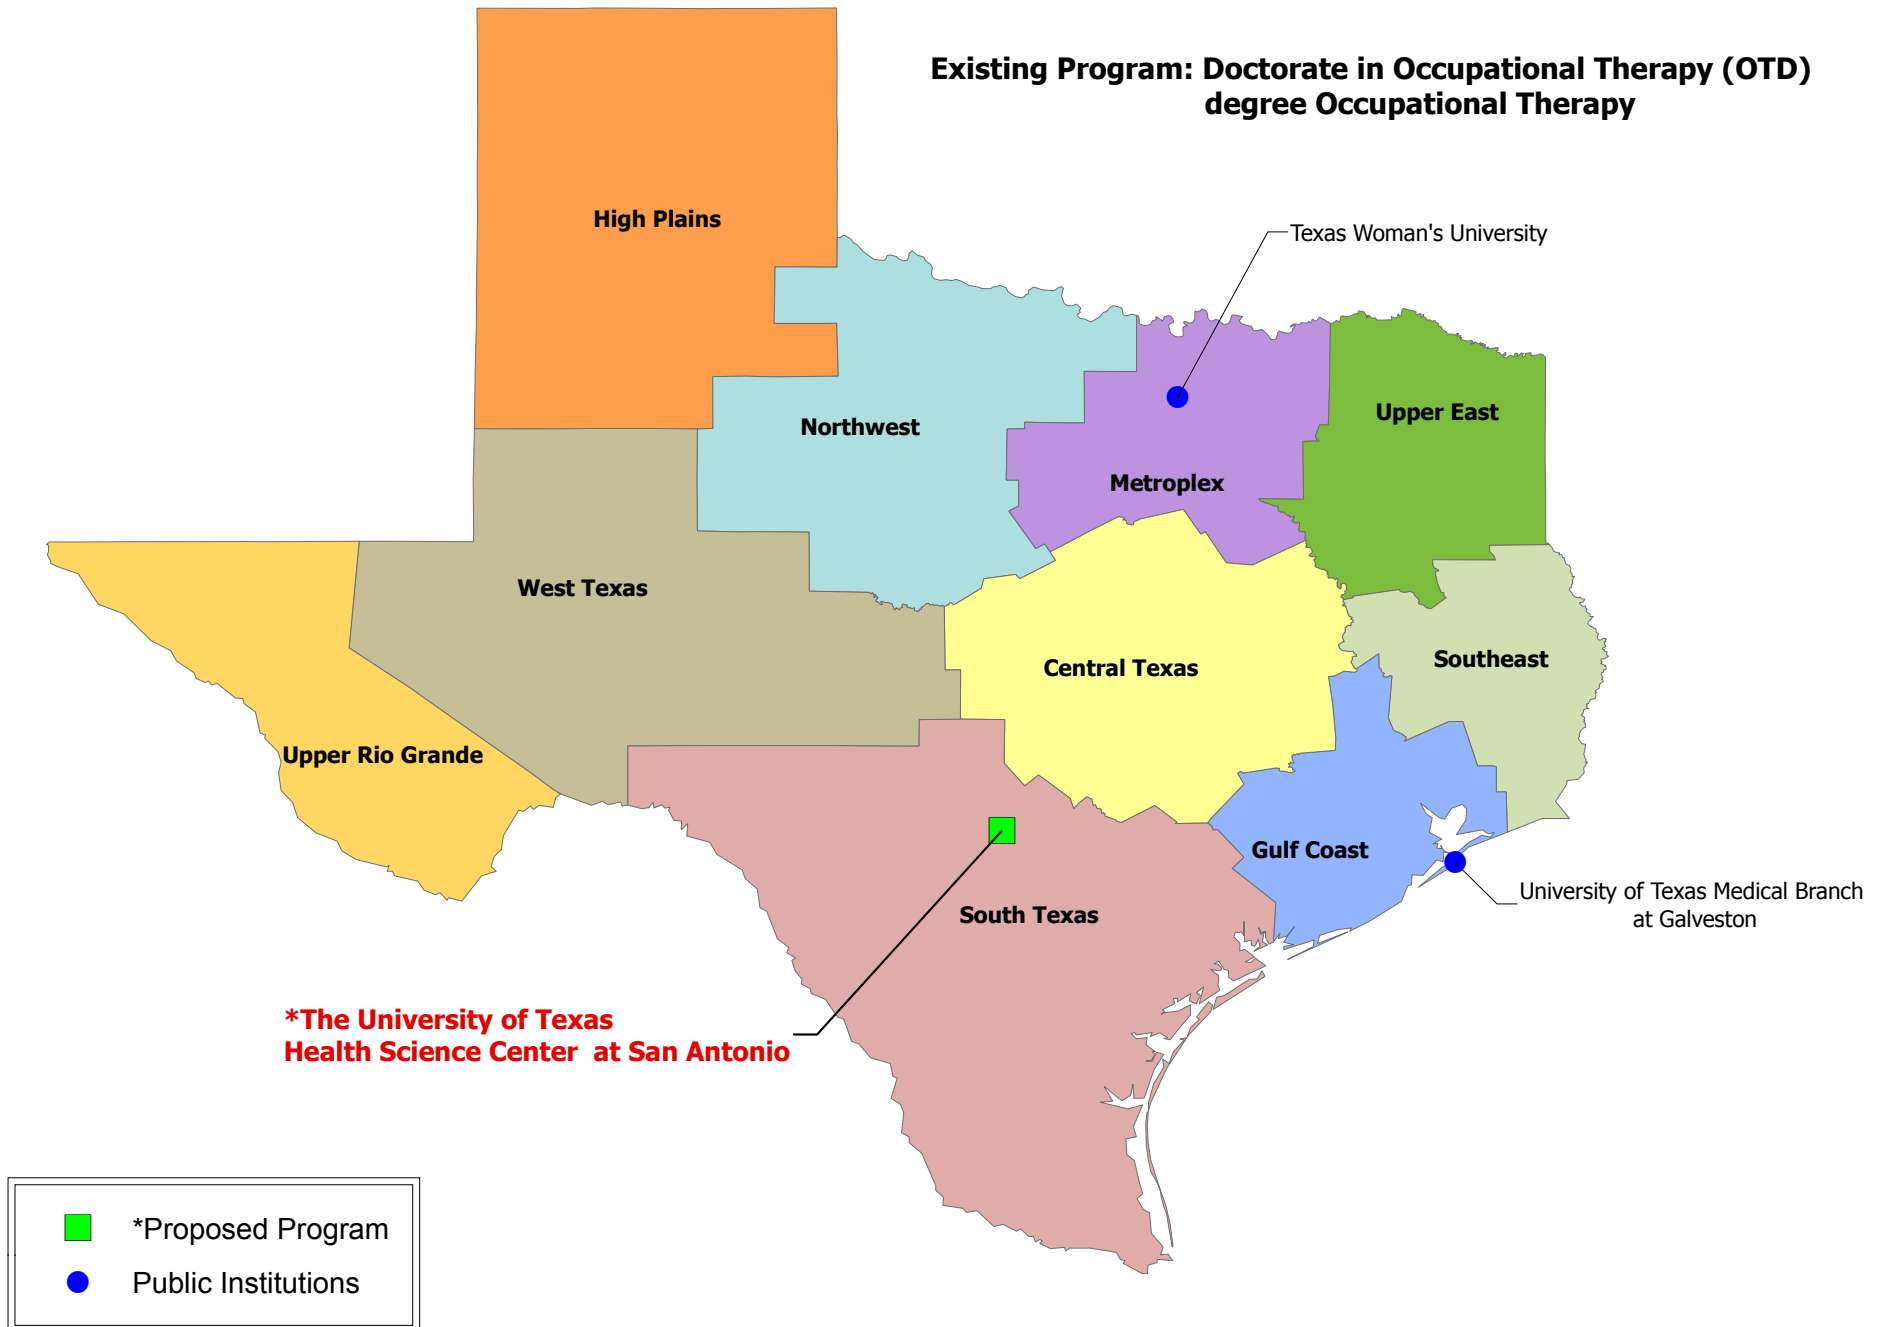 Existing Program: Doctorate in Occupational Therapy (OTD)
degree Occupational Therapy
High Plains
Texas Woman's University
Upper East
Northwest
Metroplex
West Texas
Southeast
Central Texas
Upper Rio Grande
Gulf Coast
University of Texas Medical Branch
at Galveston
South Texas
*The University of Texas
Health Science Center  at San Antonio
*Proposed Program
Public Institutions